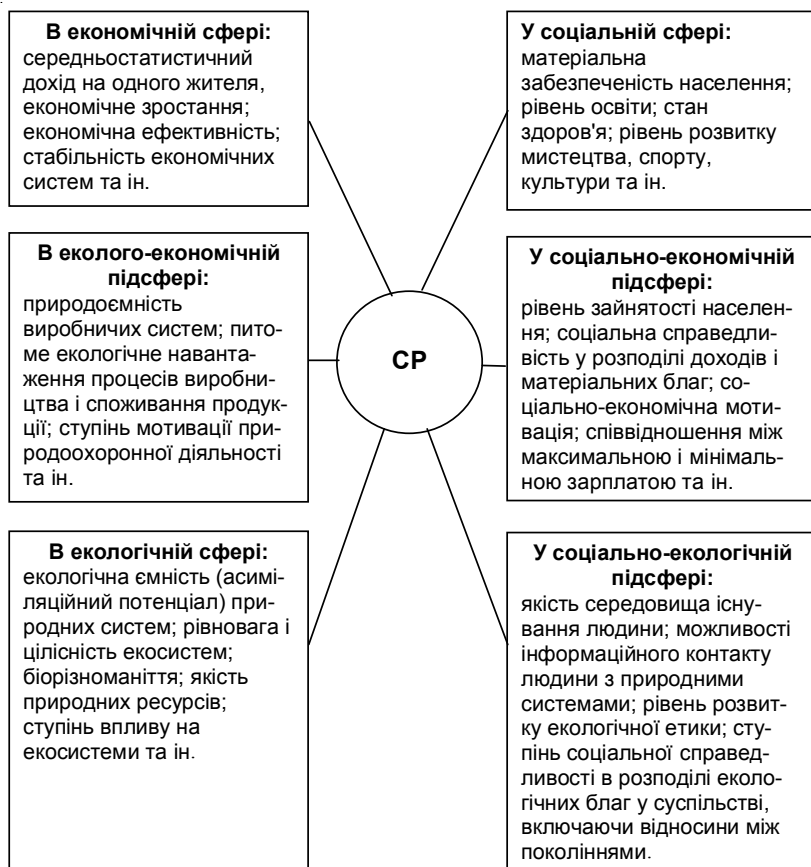 В економічній сфері:
середньостатистичний
дохід на одного жителя,
економічне зростання;
економічна ефективність;
стабільність економічних
систем та ін.
У соціальній сфері:
матеріальна
забезпеченість населення;
рівень освіти; стан
здоров'я; рівень розвитку
мистецтва, спорту,
культури та ін.
В еколого-економічній
підсфері:
природоємність
виробничих систем; пито-
ме екологічне наванта-
ження процесів виробни-
цтва і споживання продук-
ції; ступінь мотивації при-
родоохоронної діяльності
та ін.
СР
У соціально-економічній
підсфері:
рівень зайнятості населен-
ня; соціальна справедли-
вість у розподілі доходів і
матеріальних благ; со-
ціально-економічна моти-
вація; співвідношення між
максимальною і мінімаль-
ною зарплатою та ін.
В екологічній сфері:
екологічна ємність (асимі-
ляційний потенціал) при-
родних систем; рівновага і
цілісність екосистем;
біорізноманіття; якість
природних ресурсів;
ступінь впливу на
екосистеми та ін.
У соціально-екологічній
підсфері:
якість середовища існу-
вання людини; можливості
інформаційного контакту
людини з природними
системами; рівень розвит-
ку екологічної етики; сту-
пінь соціальної справед-
ливості в розподілі еколо-
гічних благ у суспільстві,
включаючи відносини між
поколіннями.